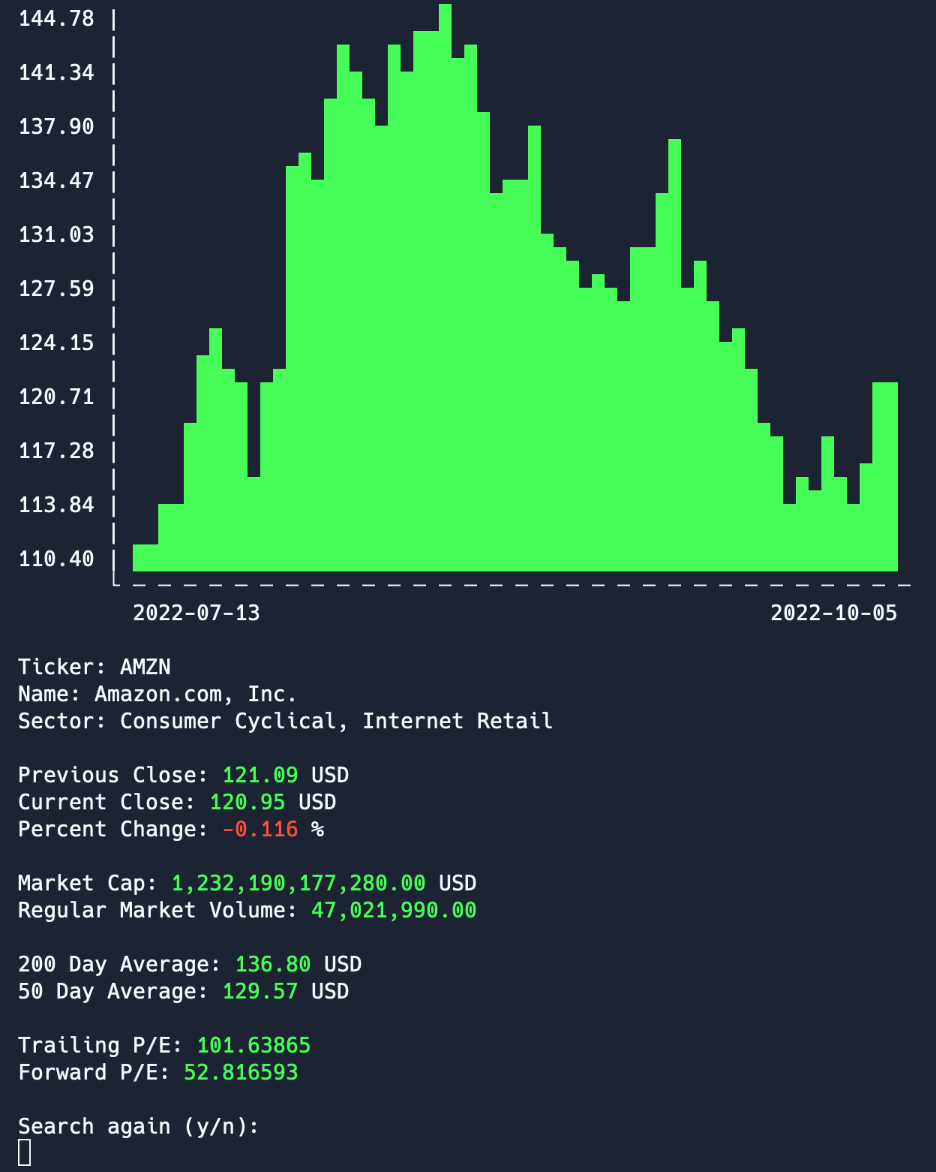 144.78
141.34
137.90
134.47
131.03
127.59
124.15
120.71
117.28
113.84
110.40
2022-07-13 2022-10-05
Ticker: AMZN
Name: Amazon.com, Inc.
Sector: Consumer Cyclical, Internet Retail
Previous Close: 121.09 USD
Current Close: 120.95 USD
Percent Change: -0.116 %
Market Cap: 1,232,190,177,280.00 USD
Regular Market Volume: 47,021,990.00
200 Day Average: 136.80 USD
50 Day Average: 129.57 USD
Trailing P/E: 101.63865
Forward P/E: 52.816593
Search again (y/n):